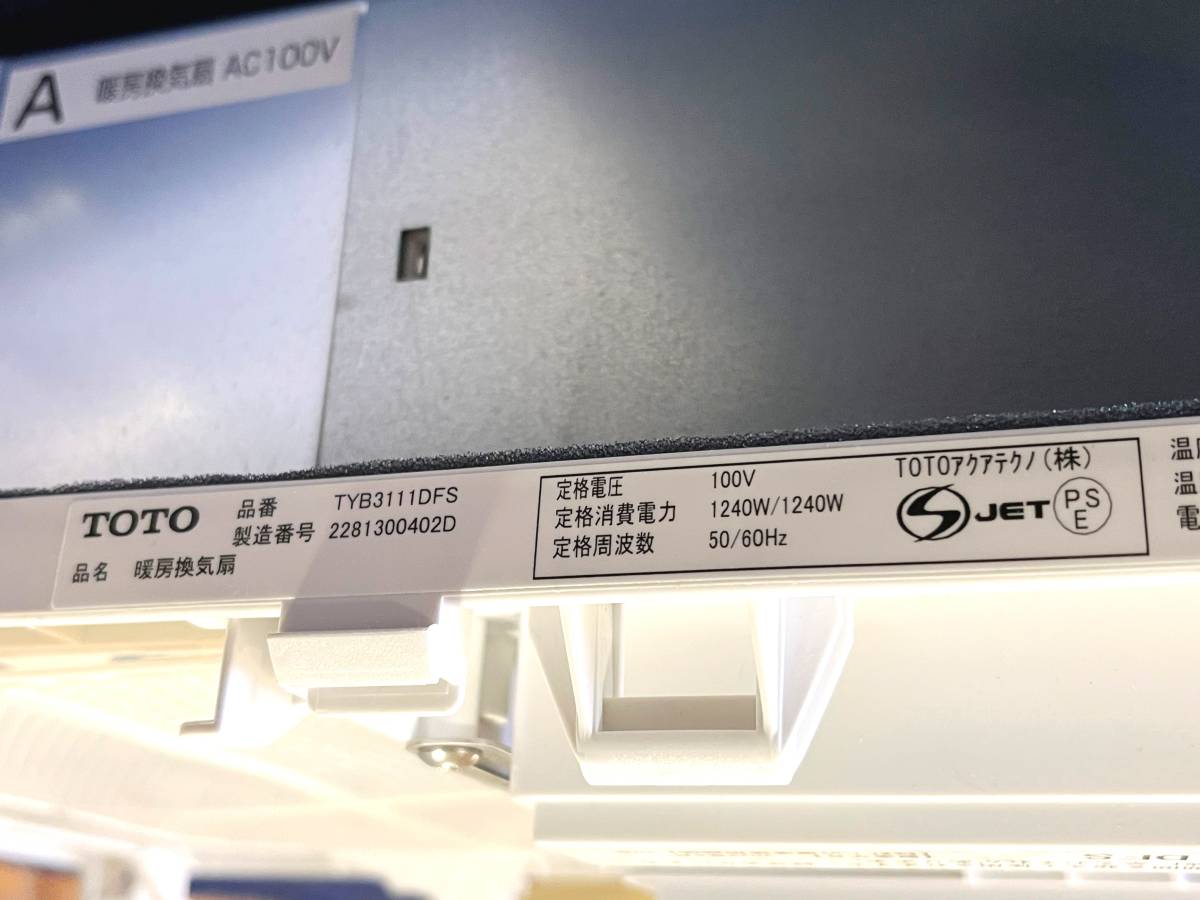 A 暖房換気扇 AC100V
TOTO
品番 TYB3111DFS
製造番号 2281300402D
品名 暖房換気扇
定格電圧 100V
定格消費電力 1240W/1240W
定格周波数 50/60Hz
TOTOアクアテクノ(株)
S JET PSE
温
温
電
DFS